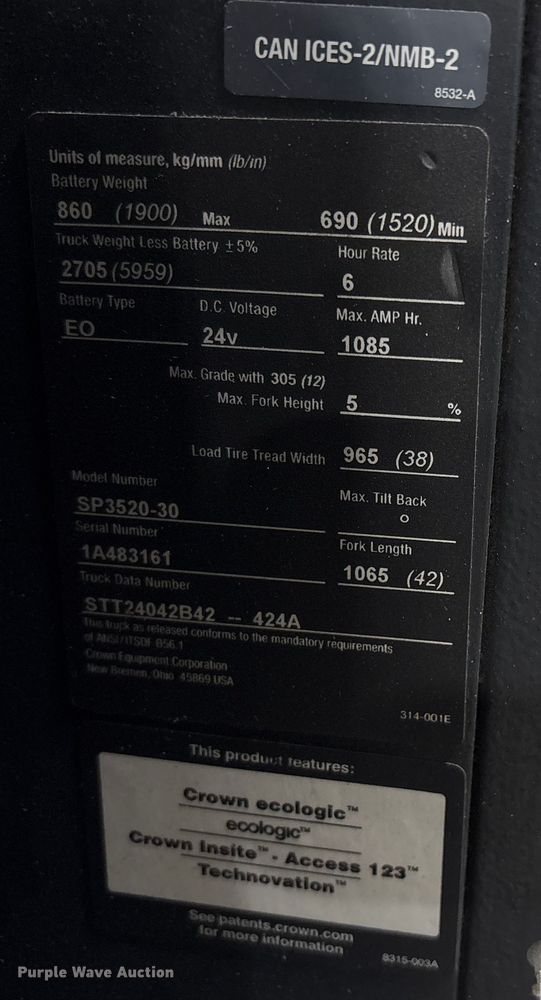 CAN ICES-2/NMB-2
8532-A
Units of measure, kg/mm (lb/in)
Battery Weight
860 (1900) Max 690 (1520) Min
Truck Weight Less Battery ±5% Hour Rate
2705 (5959) 6
Battery Type D.C. Voltage Max. AMP Hr.
EO 24v 1085
Max. Grade with 305 (12)
Max. Fork Height 5 %
Load Tire Tread Width 965 (38)
Model Number Max. Tilt Back
SP3520-30 o
Serial Number Fork Length
1A483161 1065 (42)
Truck Data Number
STT24042B42 -- 424A
This truck as released conforms to the mandatory requirements
of ANSI/ITSDF B56.1
Crown Equipment Corporation
New Bremen, Ohio 45869 USA
314-001E
This product features:
Crown ecologic™
ecologic™
Crown Insite™ - Access 123™
Technovation™
See patents.crown.com
for more information
8315-003A
Purple Wave Auction